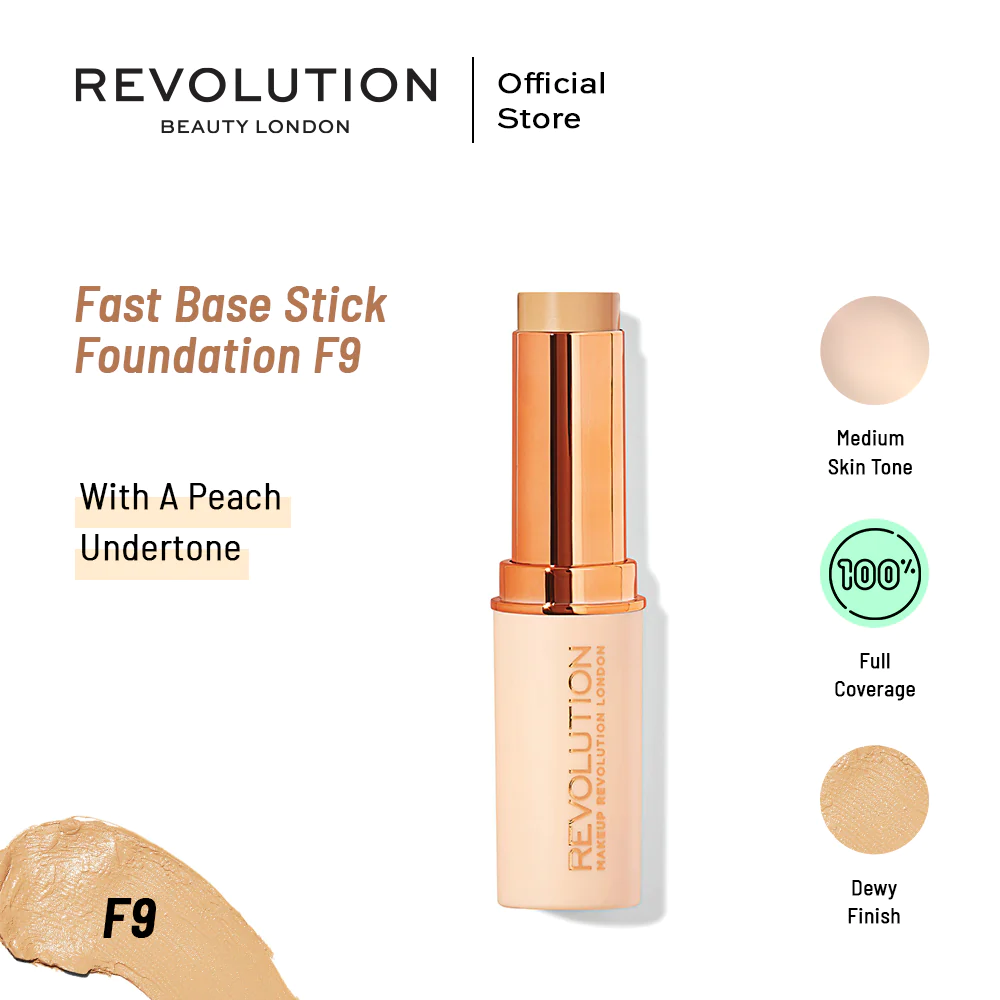 REVOLUTION
BEAUTY LONDON
Official
Store
Fast Base Stick
Foundation F9
With A Peach
Undertone
REVOLUTION
MAKEUP REVOLUTION LONDON
Medium
Skin Tone
100%
Full
Coverage
Dewy
Finish
F9